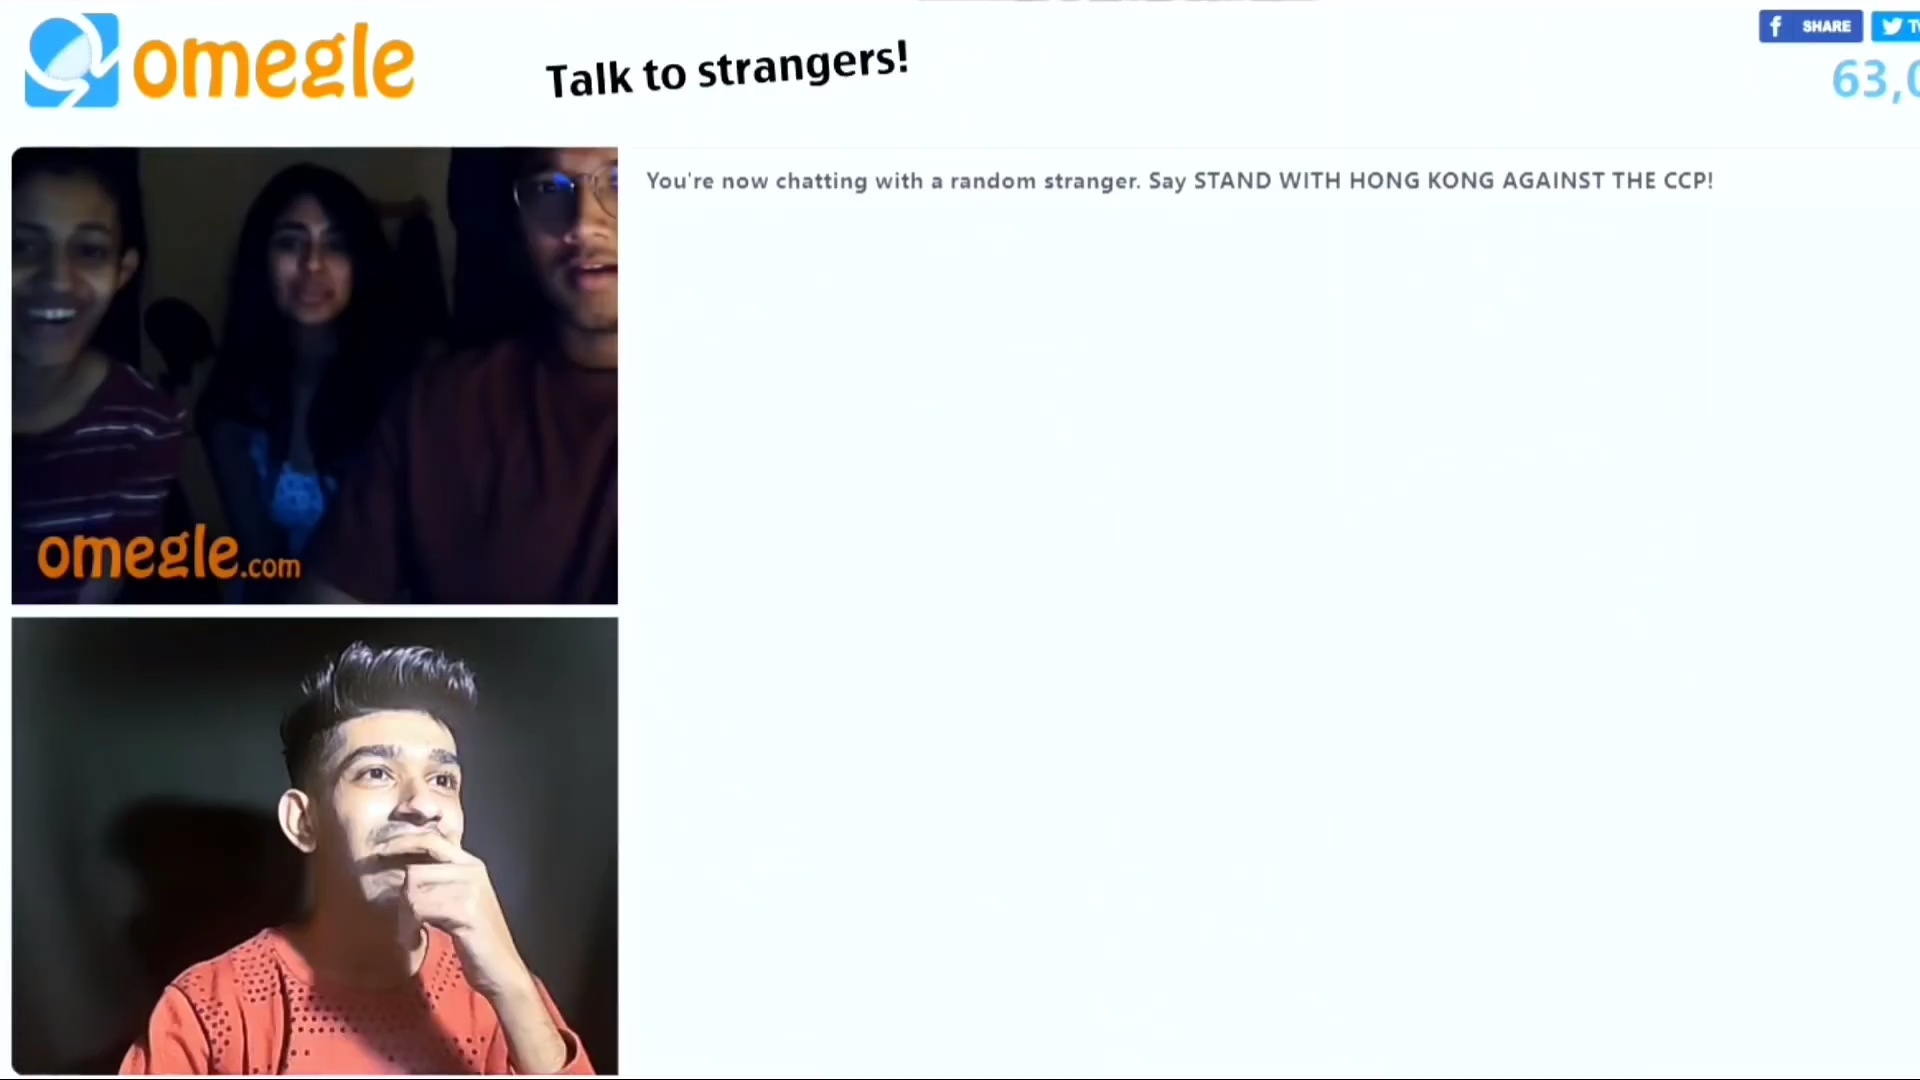 omegle
Talk to strangers!
f SHARE
63,0
You're now chatting with a random stranger. Say STAND WITH HONG KONG AGAINST THE CCP!
omegle.com